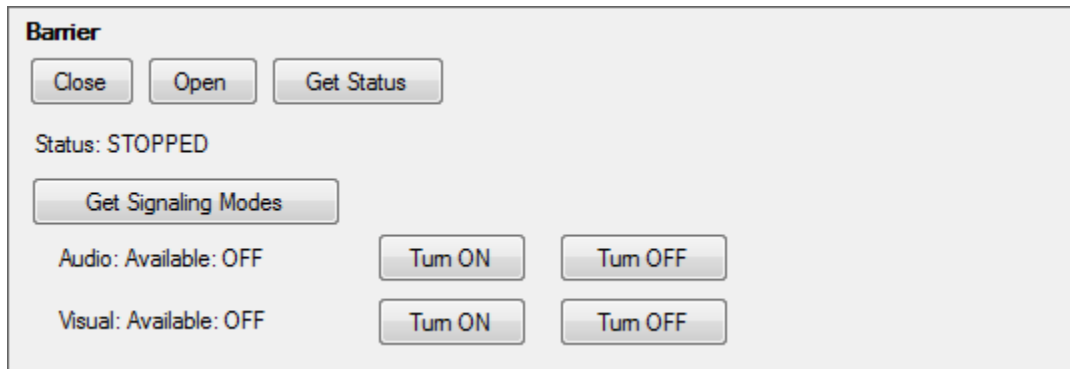 Barrier
Close Open Get Status
Status: STOPPED
Get Signaling Modes
Audio: Available: OFF Turn ON Turn OFF
Visual: Available: OFF Turn ON Turn OFF